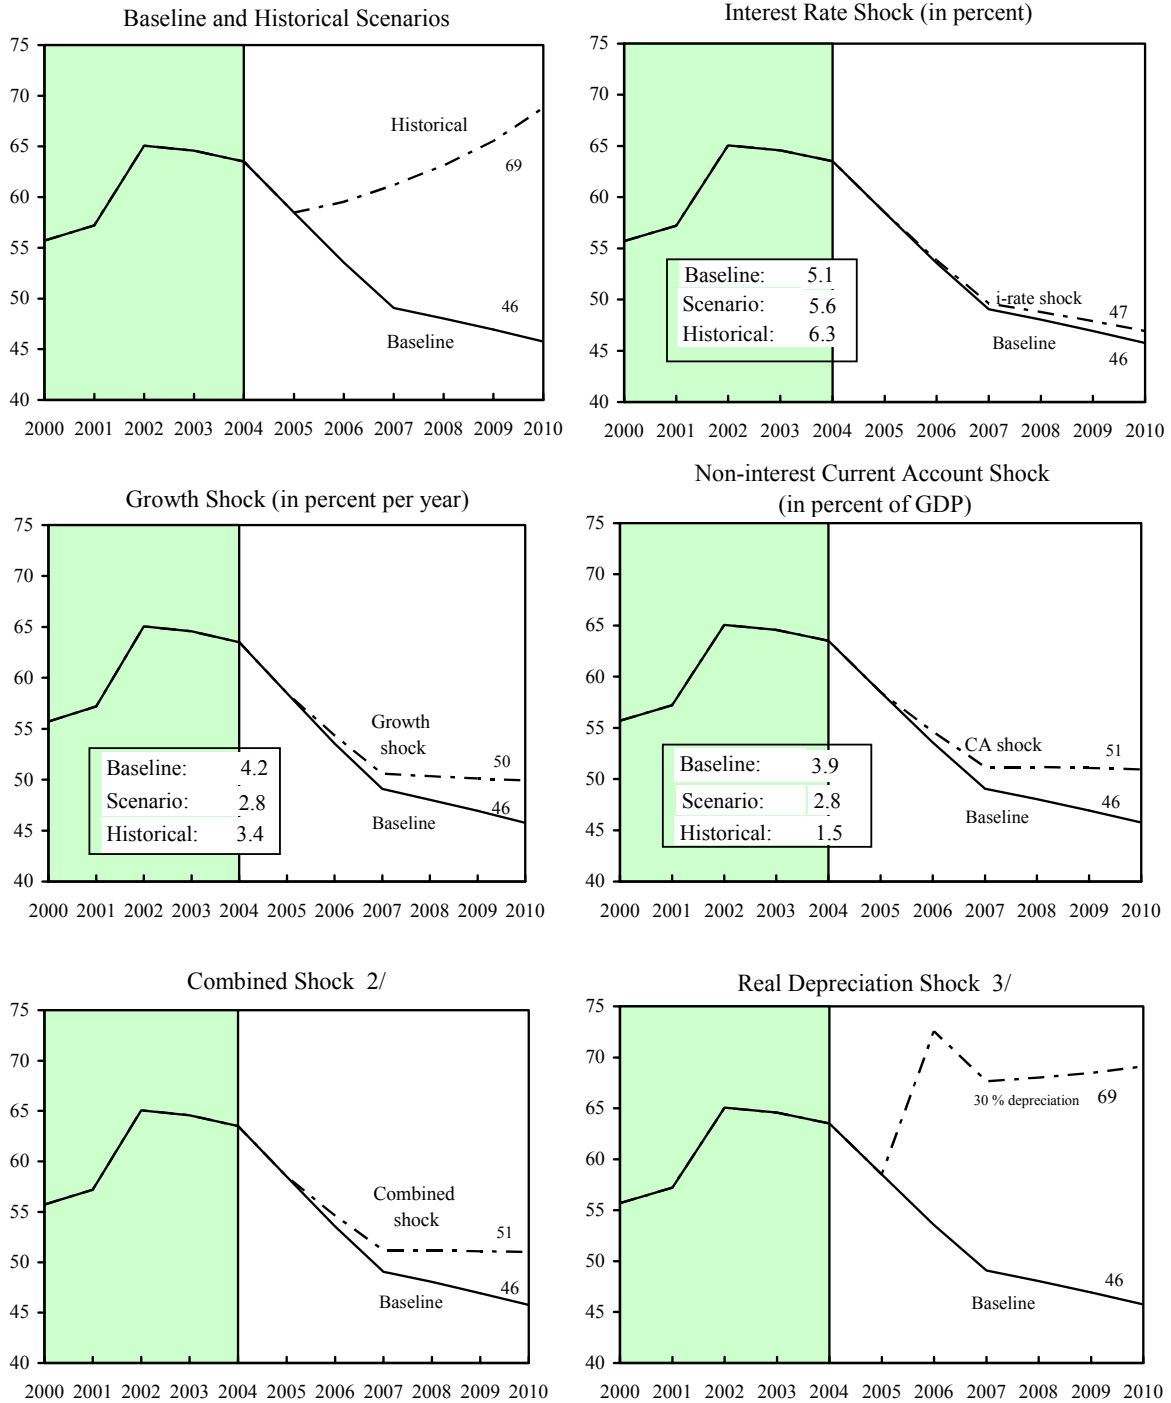 Baseline and Historical Scenarios
75
70
65
60
55
50
45
40
Historical
69
46
Baseline
2000 2001 2002 2003 2004 2005 2006 2007 2008 2009 2010
Interest Rate Shock (in percent)
75
70
65
60
55
50
45
40
Baseline: 5.1
Scenario: 5.6
Historical: 6.3
i-rate shock
47
Baseline
46
2000 2001 2002 2003 2004 2005 2006 2007 2008 2009 2010
Growth Shock (in percent per year)
75
70
65
60
55
50
45
40
Growth
shock
50
Baseline: 4.2
Scenario: 2.8
Historical: 3.4
46
Baseline
2000 2001 2002 2003 2004 2005 2006 2007 2008 2009 2010
Non-interest Current Account Shock
(in percent of GDP)
75
70
65
60
55
50
45
40
CA shock
51
Baseline: 3.9
Scenario: 2.8
Historical: 1.5
46
Baseline
2000 2001 2002 2003 2004 2005 2006 2007 2008 2009 2010
Combined Shock 2/
75
70
65
60
55
50
45
40
Combined
shock
51
46
Baseline
2000 2001 2002 2003 2004 2005 2006 2007 2008 2009 2010
Real Depreciation Shock 3/
75
70
65
60
55
50
45
40
30 % depreciation
69
46
Baseline
2000 2001 2002 2003 2004 2005 2006 2007 2008 2009 2010